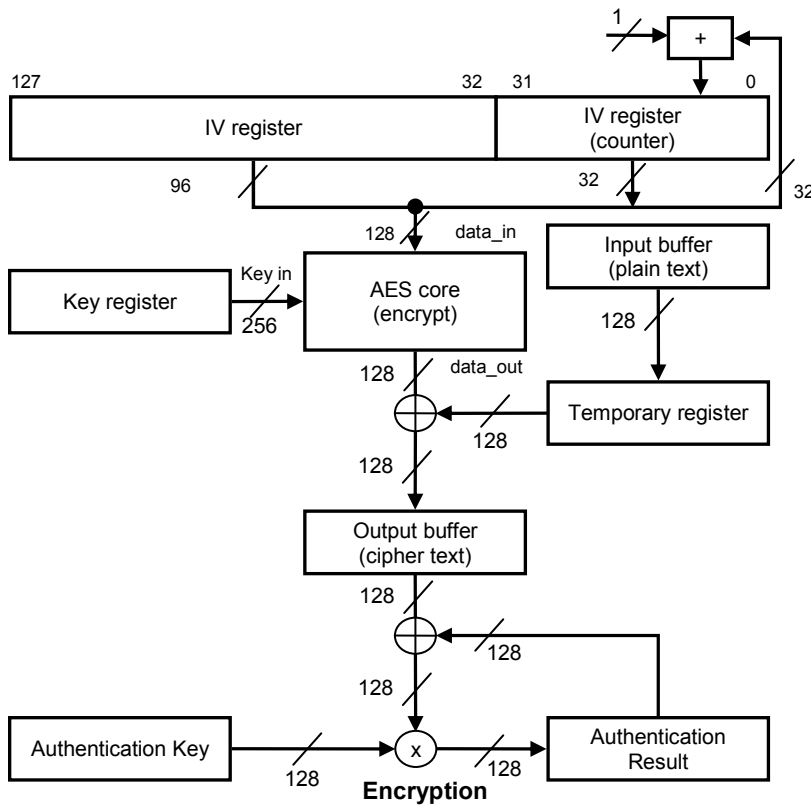 1
+
127
32
31
0
IV register
IV register
(counter)
96
32
32
128
data_in
Input buffer
(plain text)
Key register
Key in
256
AES core
(encrypt)
128
128
data_out
Temporary register
128
128
Output buffer
(cipher text)
128
128
128
Authentication Key
128
x
128
Authentication
Result
Encryption